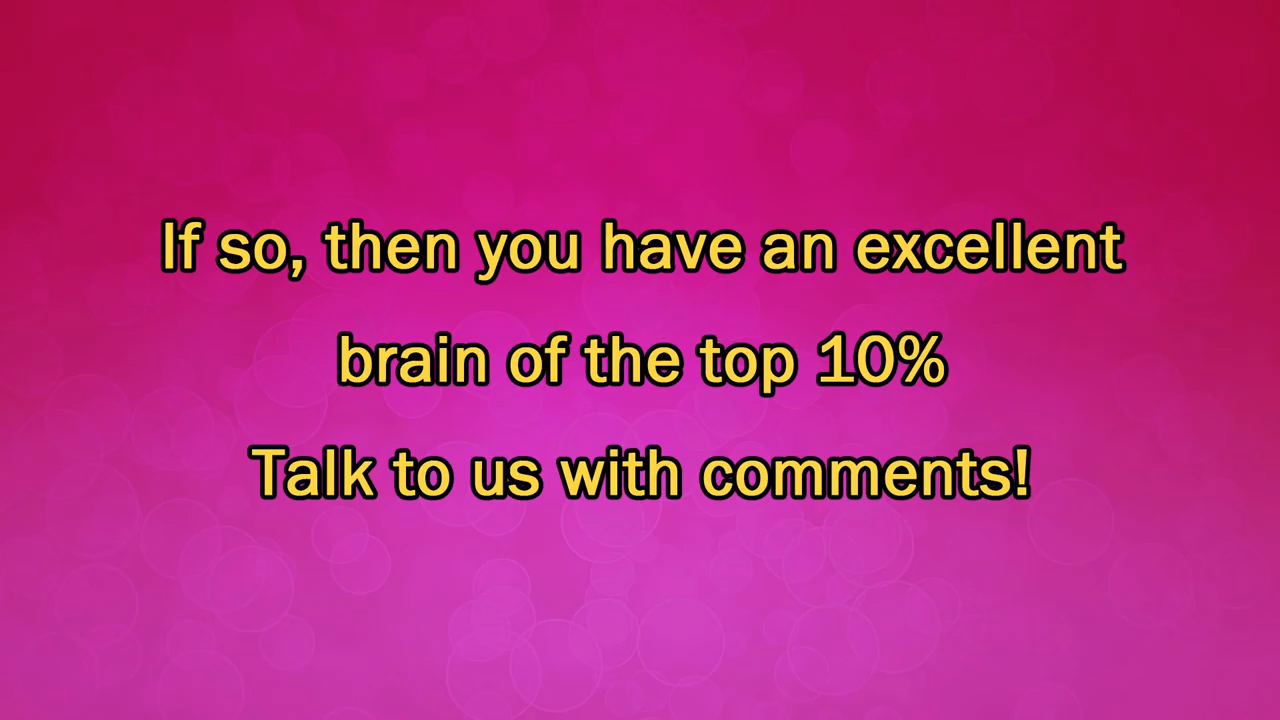 If so, then you have an excellent
brain of the top 10%
Talk to us with comments!